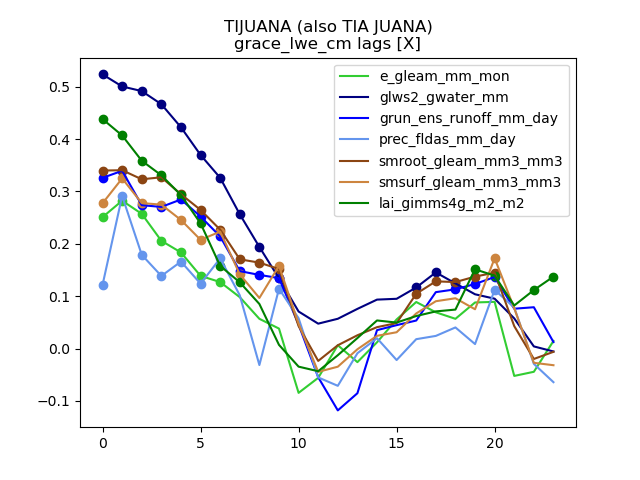 TIJUANA (also TIA JUANA)
grace_lwe_cm lags [X]
e_gleam_mm_mon
glws2_gwater_mm
grun_ens_runoff_mm_day
prec_fldas_mm_day
smroot_gleam_mm3_mm3
smsurf_gleam_mm3_mm3
lai_gimms4g_m2_m2
0.5
0.4
0.3
0.2
0.1
0.0
−0.1
0 5 10 15 20